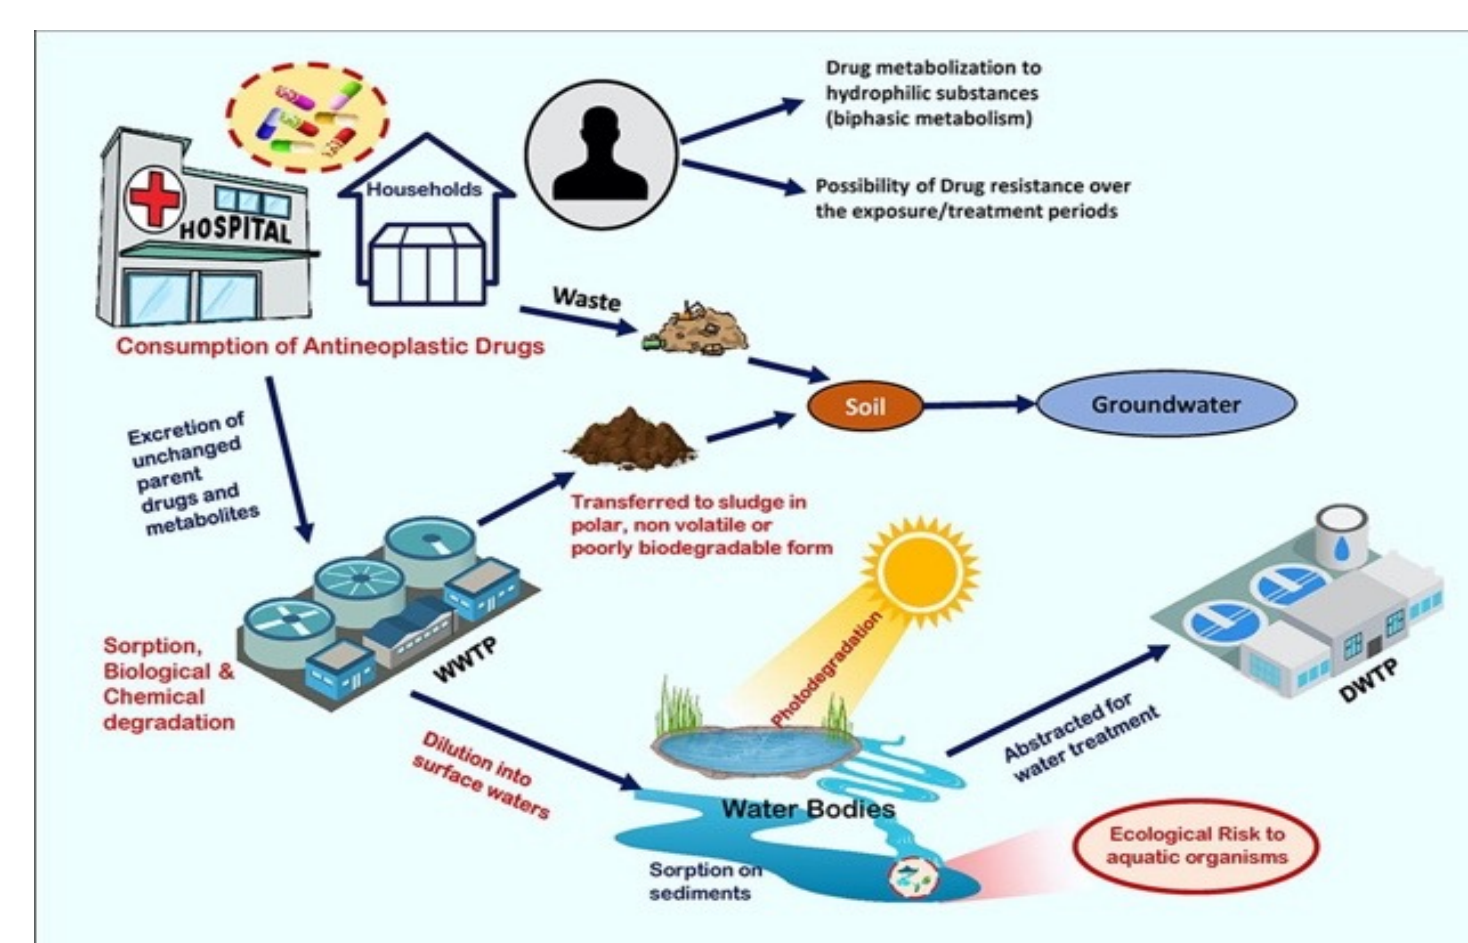 Drug metabolization to
hydrophilic substances
(biphasic metabolism)
Possibility of Drug resistance over
the exposure/treatment periods
Households
HOSPITAL
Waste
Consumption of Antineoplastic Drugs
Soil
Groundwater
Excretion of
unchanged
parent
drugs and
metabolites
Transferred to sludge in
polar, non volatile or
poorly biodegradable form
Sorption,
Biological &
Chemical
degradation
WWTP
Photodegradation
DWTP
Dilution into
surface waters
Abstracted for
water treatment
Water Bodies
Sorption on
sediments
Ecological Risk to
aquatic organisms